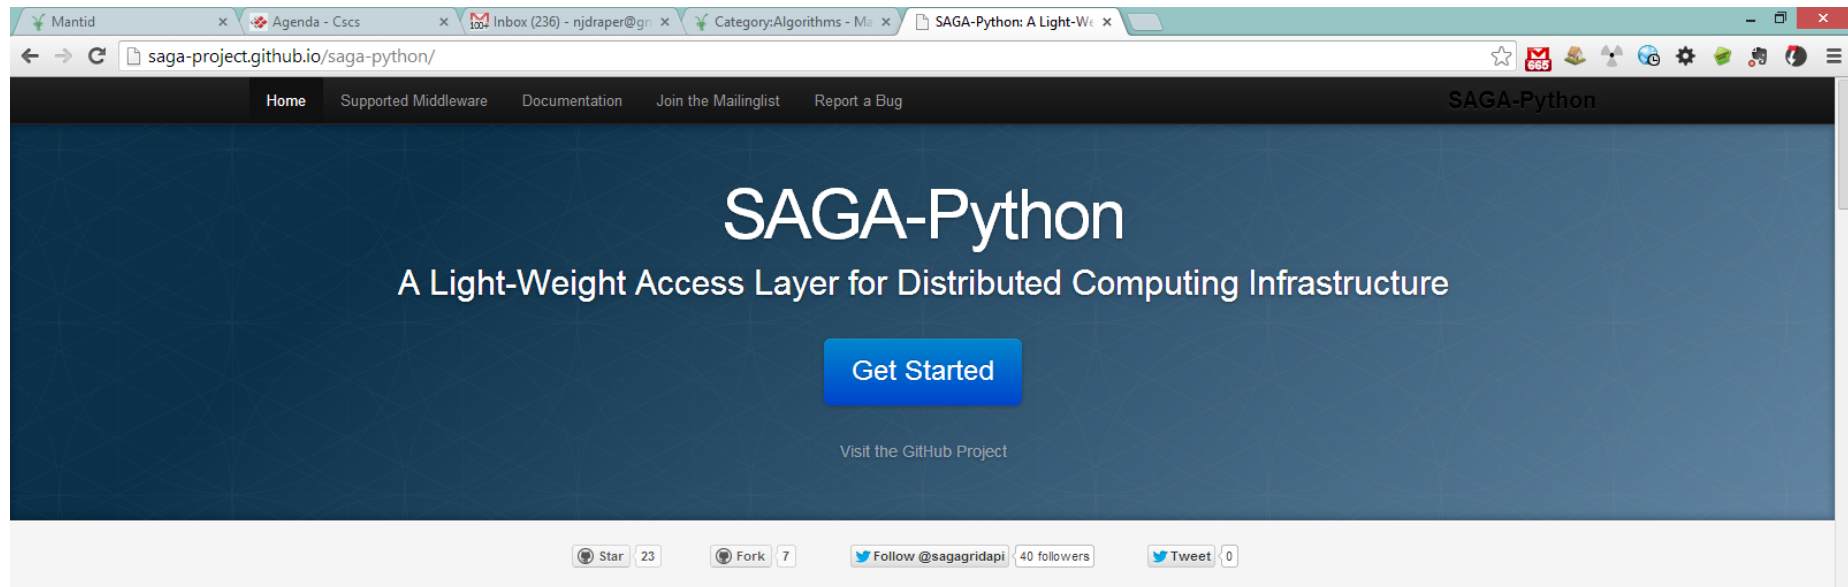 Mantid
Agenda - Cscs
Inbox (236) - njdraper@gm
Category:Algorithms - Ma
SAGA-Python: A Light-We
saga-project.github.io/saga-python/
665
Home Supported Middleware Documentation Join the Mailinglist Report a Bug SAGA-Python
SAGA-Python
A Light-Weight Access Layer for Distributed Computing Infrastructure
Get Started
Visit the GitHub Project
Star 23 Fork 7 Follow @sagagridapi 40 followers Tweet 0